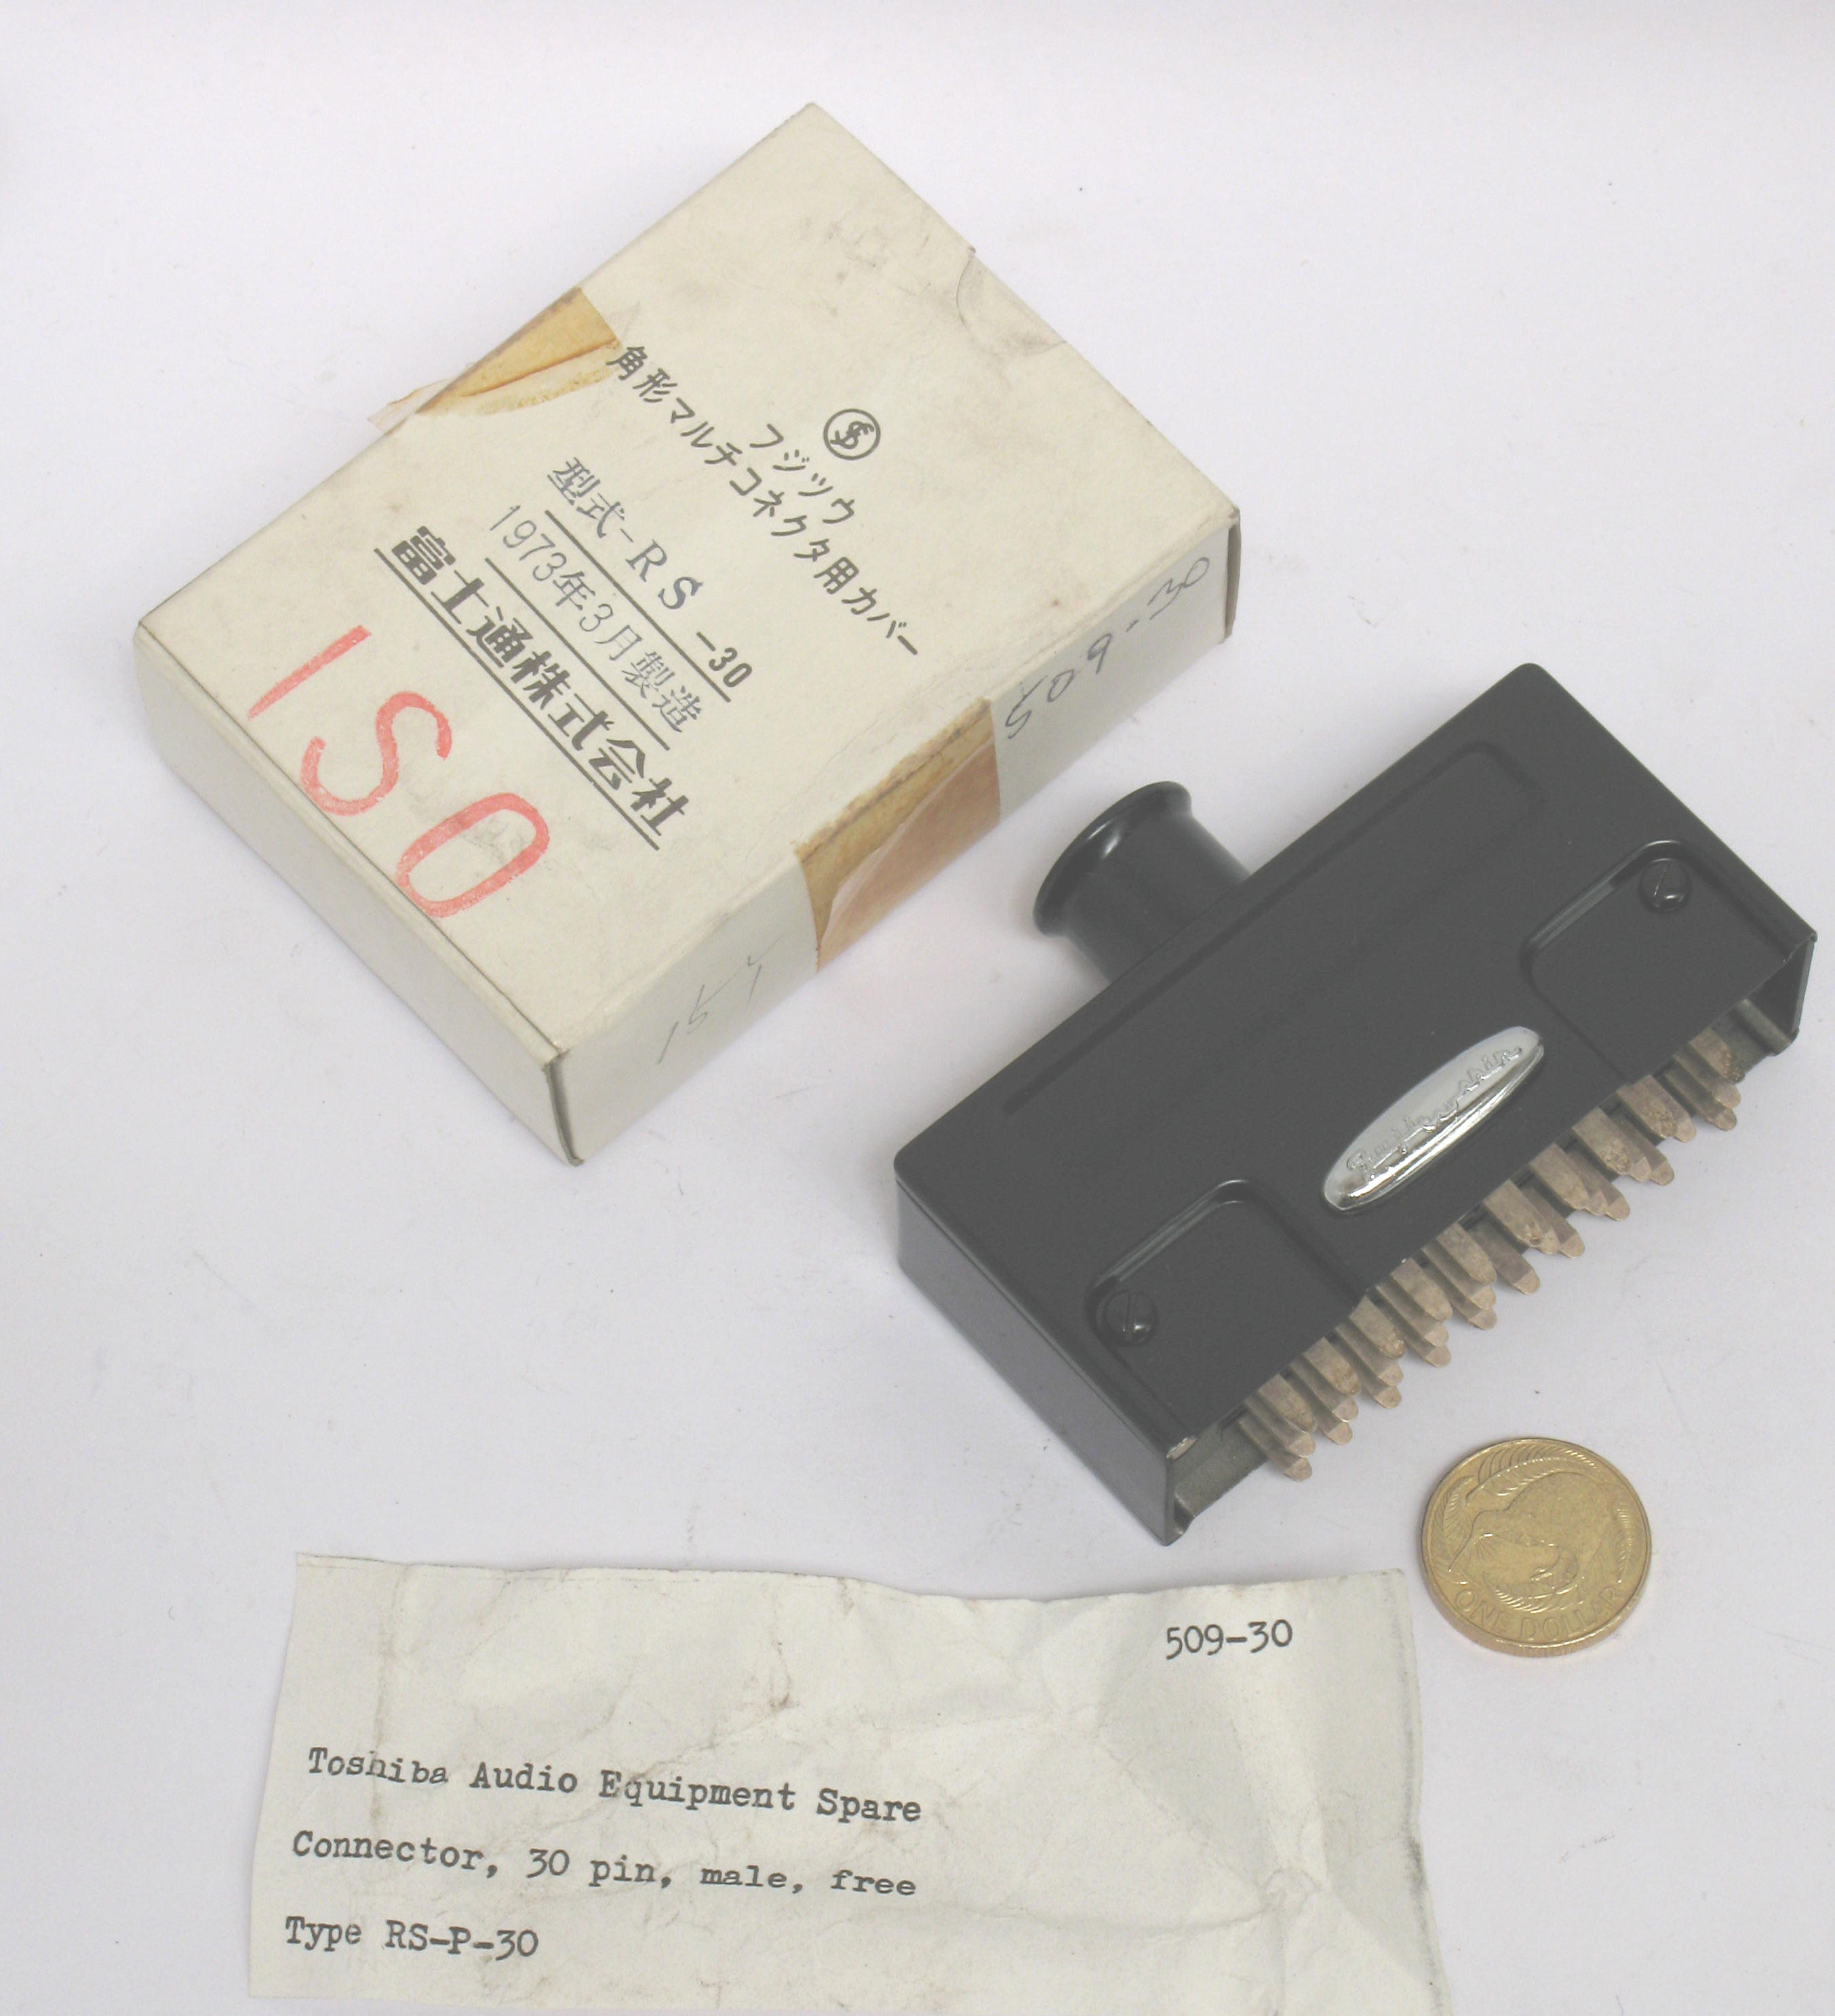 フジツウ
角形マルチコネクタ用カバー
型式-RS-30
1973年3月製造
富士通株式会社
ISO
509-30
ONE DOLLAR
509-30
Toshiba Audio Equipment Spare
Connector, 30 pin, male, free
Type RS-P-30